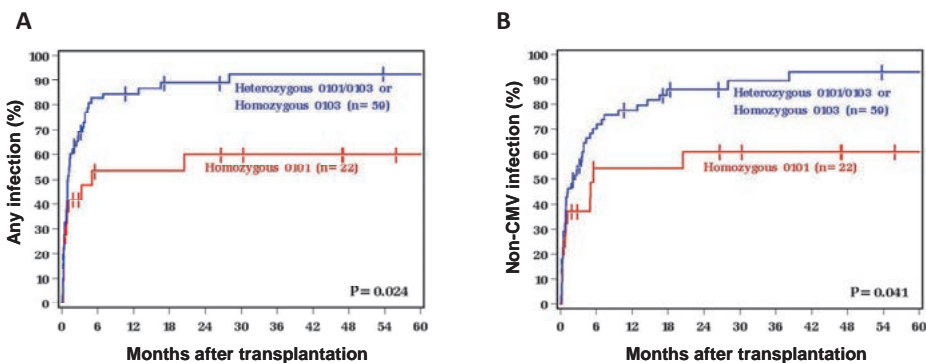 A
Any infection (%)
100
90
80
70
60
50
40
30
20
10
0
Heterozygous 0101/0103 or
Homozygous 0103 (n= 59)
Homozygous 0101 (n= 22)
P= 0.024
0 6 12 18 24 30 36 42 48 54 60
Months after transplantation
B
Non-CMV infection (%)
100
90
80
70
60
50
40
30
20
10
0
Heterozygous 0101/0103 or
Homozygous 0103 (n= 59)
Homozygous 0101 (n= 22)
P= 0.041
0 6 12 18 24 30 36 42 48 54 60
Months after transplantation